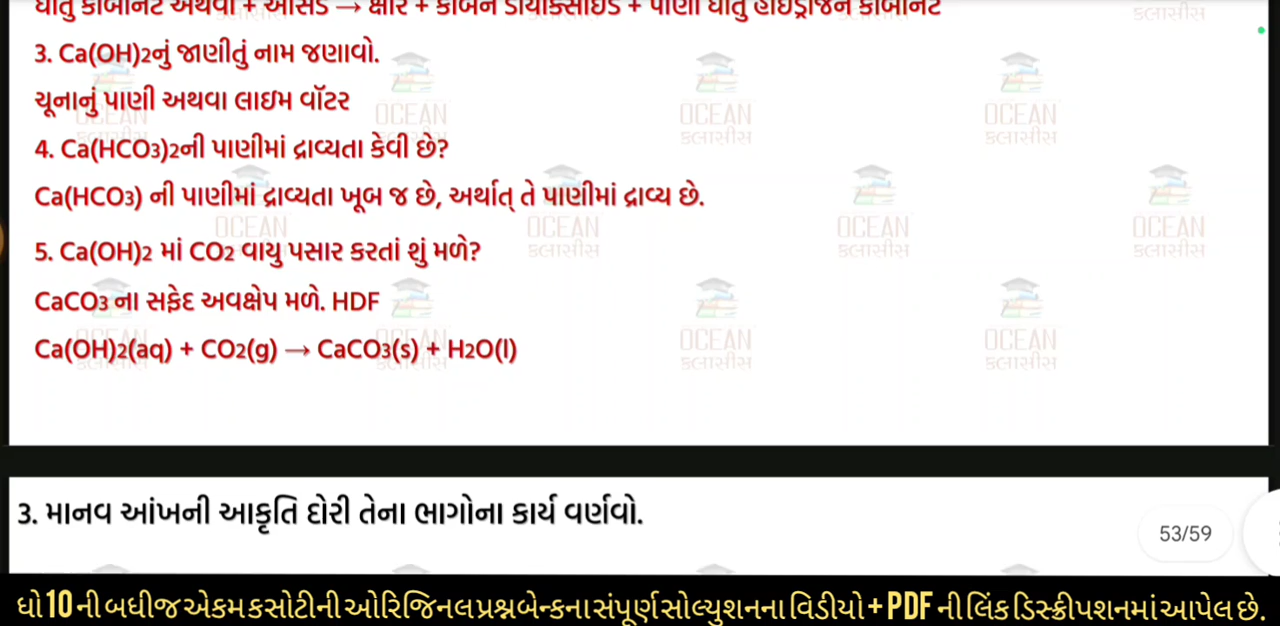 ધાતુ કાર્બોનેટ અથવા + ઍસિડ → ક્ષાર + કાર્બન ડાયોક્સાઇડ + પાણી ધાતુ હાઇડ્રોજન કાર્બોનેટ
3. Ca(OH)2નું જાણીતું નામ જણાવો.
ચૂનાનું પાણી અથવા લાઇમ વૉટર
4. Ca(HCO3)2ની પાણીમાં દ્રાવ્યતા કેવી છે?
Ca(HCO3) ની પાણીમાં દ્રાવ્યતા ખૂબ જ છે, અર્થાત્ તે પાણીમાં દ્રાવ્ય છે.
5. Ca(OH)2 માં CO2 વાયુ પસાર કરતાં શું મળે?
CaCO3 ના સફેદ અવક્ષેપ મળે. HDF
Ca(OH)2(aq) + CO2(g) → CaCO3(s) + H2O(l)
3. માનવ આંખની આકૃતિ દોરી તેના ભાગોના કાર્ય વર્ણવો.
53/59
ધો 10 ની બધીજ એકમ કસોટીની ઓરિજિનલ પ્રશ્નબેન્કના સંપૂર્ણ સોલ્યુશનના વિડીયો + PDF ની લિંક ડિસ્ક્રીપશનમાં આપેલ છે.